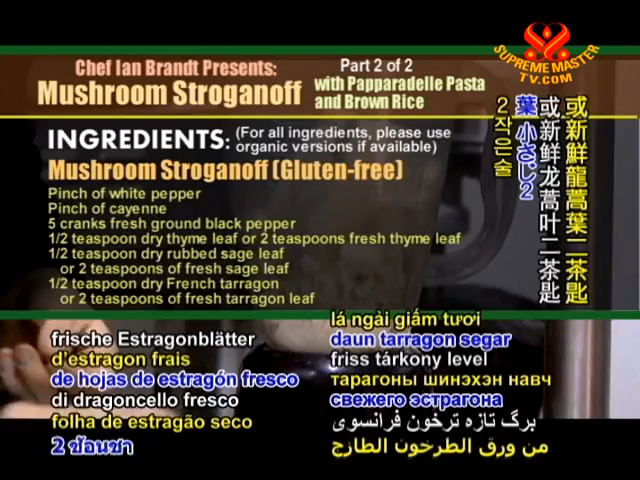 SUPREME MASTER
TV.COM
Chef Ian Brandt Presents:
Mushroom Stroganoff
Part 2 of 2
with Papparadelle Pasta
and Brown Rice
INGREDIENTS:
(For all ingredients, please use
organic versions if available)
Mushroom Stroganoff (Gluten-free)
Pinch of white pepper
Pinch of cayenne
5 cranks fresh ground black pepper
1/2 teaspoon dry thyme leaf or 2 teaspoons fresh thyme leaf
1/2 teaspoon dry rubbed sage leaf
or 2 teaspoons of fresh sage leaf
1/2 teaspoon dry French tarragon
or 2 teaspoons of fresh tarragon leaf
或新鮮龍蒿葉二茶匙
或新鲜龙蒿叶二茶匙
葉 小さじ2
2 작은술
frische Estragonblätter
d'estragon frais
de hojas de estragón fresco
di dragoncello fresco
folha de estragão seco
2 ช้อนชา
lá ngải giấm tươi
daun tarragon segar
friss tárkony level
тарагоны шинэхэн навч
свежего эстрагона
برگ تازه ترخون فرانسوی
من ورق الطرخون الطازج